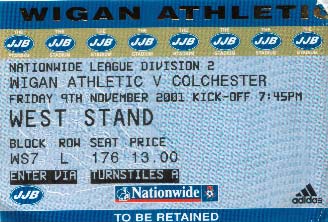 WIGAN ATHLETIC
JJB JJB JJB JJB JJB JJB JJB JJB
NATIONWIDE LEAGUE DIVISION 2
WIGAN ATHLETIC V COLCHESTER
FRIDAY 9TH NOVEMBER 2001 KICK-OFF 7:45PM
WEST STAND
BLOCK ROW SEAT PRICE
WS7 L 176 13.00
ENTER VIA TURNSTILES A
JJB Nationwide adidas
TO BE RETAINED